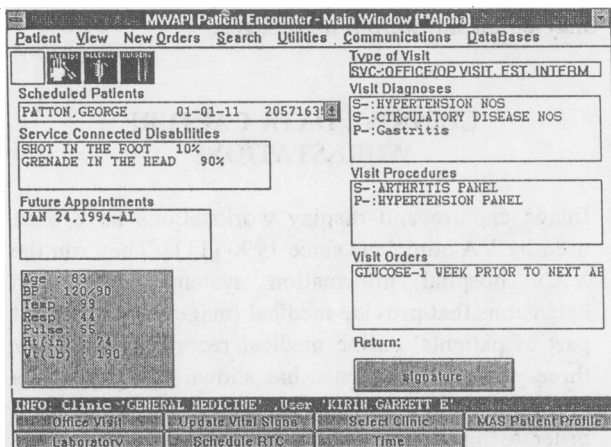 MWAPI Patient Encounter - Main Window (**Alpha)
Patient View New Orders Search Utilities Communications DataBases
ALLERGY NURSING
Type of Visit
SVC-:OFFICE/OP VISIT, EST. INTERM
Scheduled Patients
PATTON,GEORGE 01-01-11 20571635
Visit Diagnoses
S-:HYPERTENSION NOS
S-:CIRCULATORY DISEASE NOS
P-:Gastritis
Service Connected Disabilities
SHOT IN THE FOOT 10%
GRENADE IN THE HEAD 90%
Visit Procedures
S-:ARTHRITIS PANEL
P-:HYPERTENSION PANEL
Future Appointments
JAN 24,1994-AL
Visit Orders
GLUCOSE-1 WEEK PRIOR TO NEXT
Age : 83
BP : 120/90
Temp : 99
Resp : 44
Pulse: 55
Ht(in) : 74
Wt(lb) : 190
Return:
signature
INFO: Clinic "GENERAL MEDICINE" ,User "KIRIN,GARRETT E"
Office Visit Update Vital Signs Select Clinic MAS Patient Profile
Laboratory Schedule RTC Time